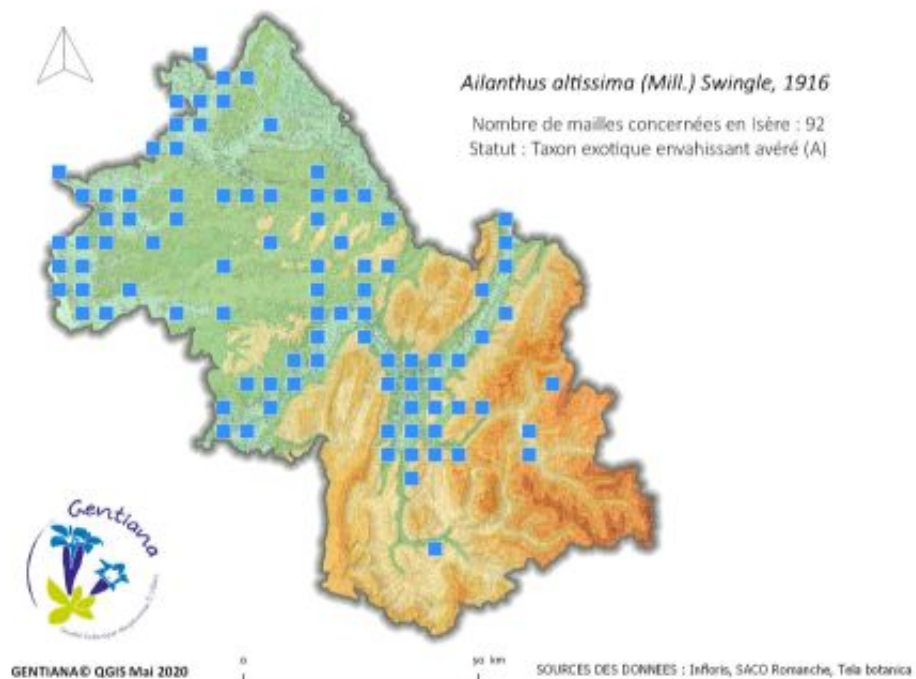 Ailanthus altissima (Mill.) Swingle, 1916
Nombre de mailles concernées en Isère : 92
Statut : Taxon exotique envahissant avéré (A)
Gentiana
0 50 km
GENTIANA© QGIS Mai 2020
SOURCES DES DONNEES : Infloris, SACO Romanche, Tela botanica